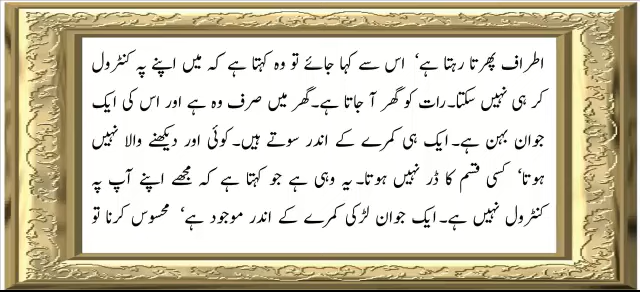 اطراف پھرتا رہتا ہے‘ اس سے کہا جائے تو وہ کہتا ہے کہ میں اپنے پہ کنٹرول
کر ہی نہیں سکتا۔رات کو گھر آ جاتا ہے۔گھر میں صرف وہ ہے اور اس کی ایک
جوان بہن ہے۔ایک ہی کمرے کے اندر سوتے ہیں۔کوئی اور دیکھنے والا نہیں
ہوتا‘ کسی قسم کا ڈر نہیں ہوتا۔یہ وہی ہے جو کہتا ہے کہ مجھے اپنے آپ پہ
کنٹرول نہیں ہے۔ایک جوان لڑکی کمرے کے اندر موجود ہے‘ محسوس کرنا تو